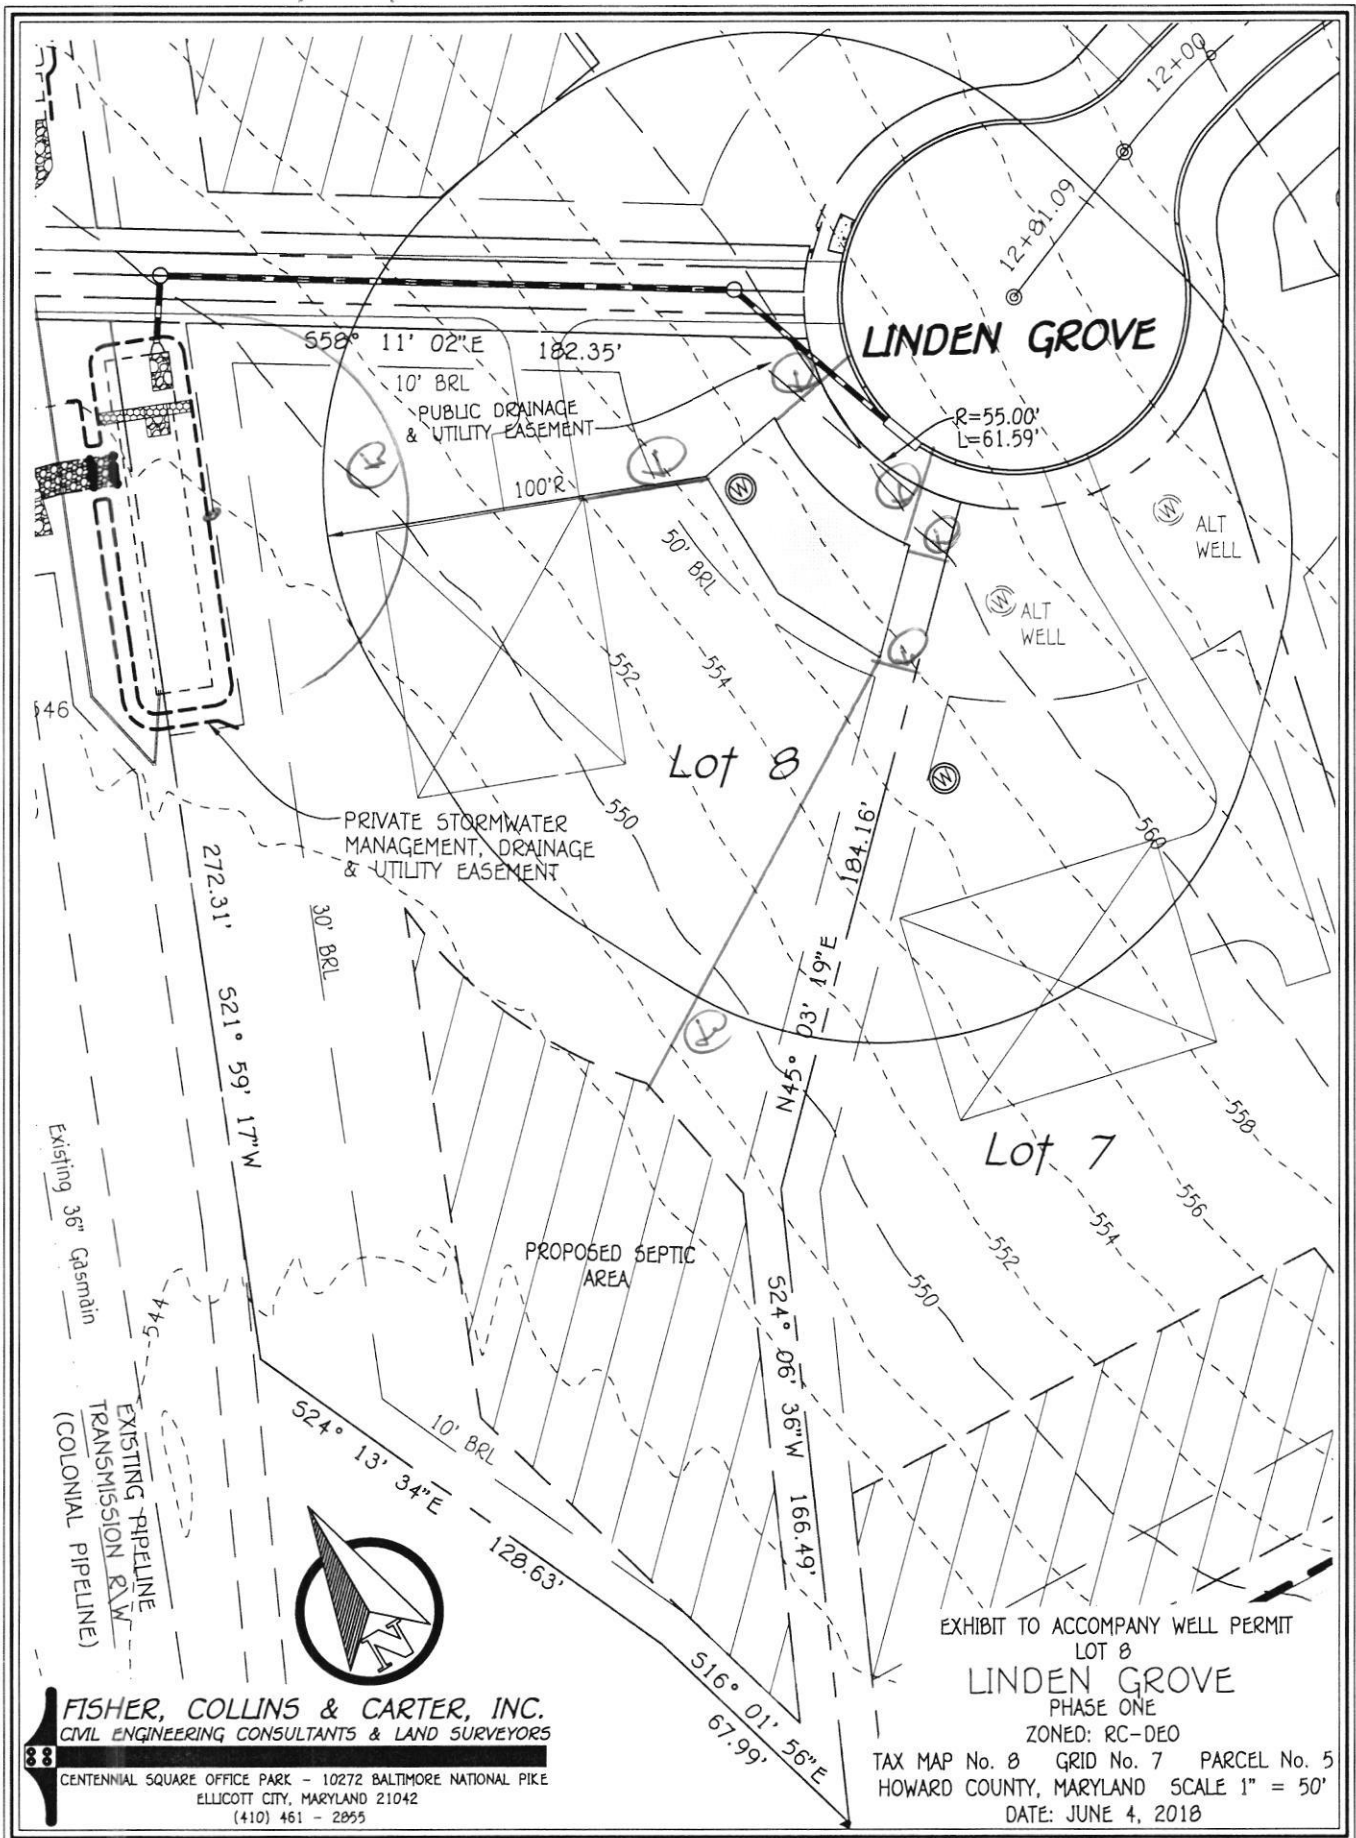 12+00
12+81.09
LINDEN GROVE
S58° 11' 02"E 182.35'
10' BRL
PUBLIC DRAINAGE
& UTILITY EASEMENT
R=55.00'
L=61.59'
100'R
W
50' BRL
W
ALT
WELL
W
ALT
WELL
552
554
546
Lot 8
W
550
560
PRIVATE STORMWATER
MANAGEMENT, DRAINAGE
& UTILITY EASEMENT
184.16'
N45° 03' 19"E
272.31' S21° 59' 17"W
30' BRL
Lot 7
558
556
554
552
550
Existing 36" Gasmain
PROPOSED SEPTIC
AREA
544
S24° 06' 36"W 166.49'
S24° 13' 34"E 128.63'
10' BRL
EXISTING PIPELINE
TRANSMISSION R\W
(COLONIAL PIPELINE)
N
S16° 01' 56"E
67.99'
FISHER, COLLINS & CARTER, INC.
CIVIL ENGINEERING CONSULTANTS & LAND SURVEYORS
CENTENNIAL SQUARE OFFICE PARK - 10272 BALTIMORE NATIONAL PIKE
ELLICOTT CITY, MARYLAND 21042
(410) 461 - 2855
EXHIBIT TO ACCOMPANY WELL PERMIT
LOT 8
LINDEN GROVE
PHASE ONE
ZONED: RC-DEO
TAX MAP No. 8 GRID No. 7 PARCEL No. 5
HOWARD COUNTY, MARYLAND SCALE 1" = 50'
DATE: JUNE 4, 2018